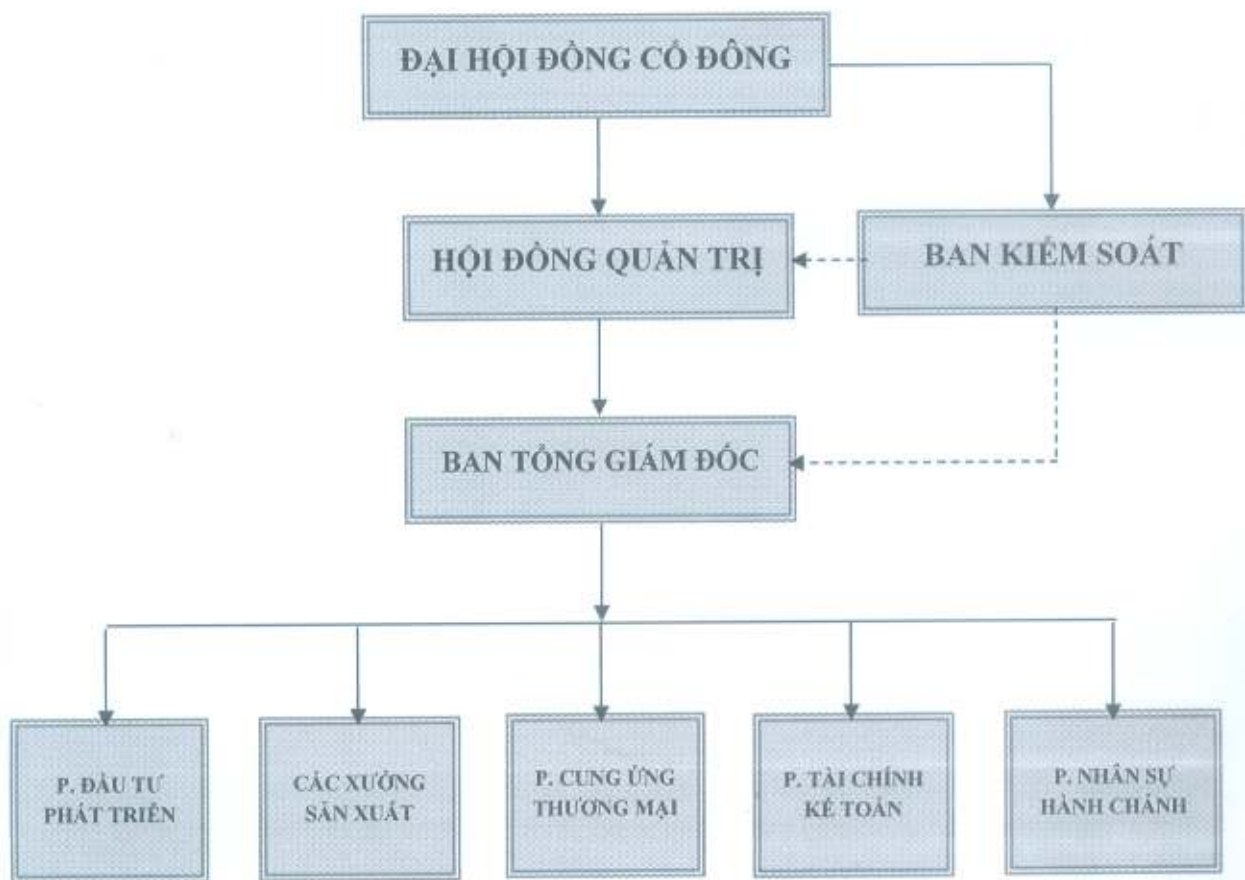 ĐẠI HỘI ĐỒNG CỔ ĐÔNG
HỘI ĐỒNG QUẢN TRỊ
BAN KIỂM SOÁT
BAN TỔNG GIÁM ĐỐC
P. ĐẦU TƯ
PHÁT TRIỂN
CÁC XƯỞNG
SẢN XUẤT
P. CUNG ỨNG
THƯƠNG MẠI
P. TÀI CHÍNH
KẾ TOÁN
P. NHÂN SỰ
HÀNH CHÁNH